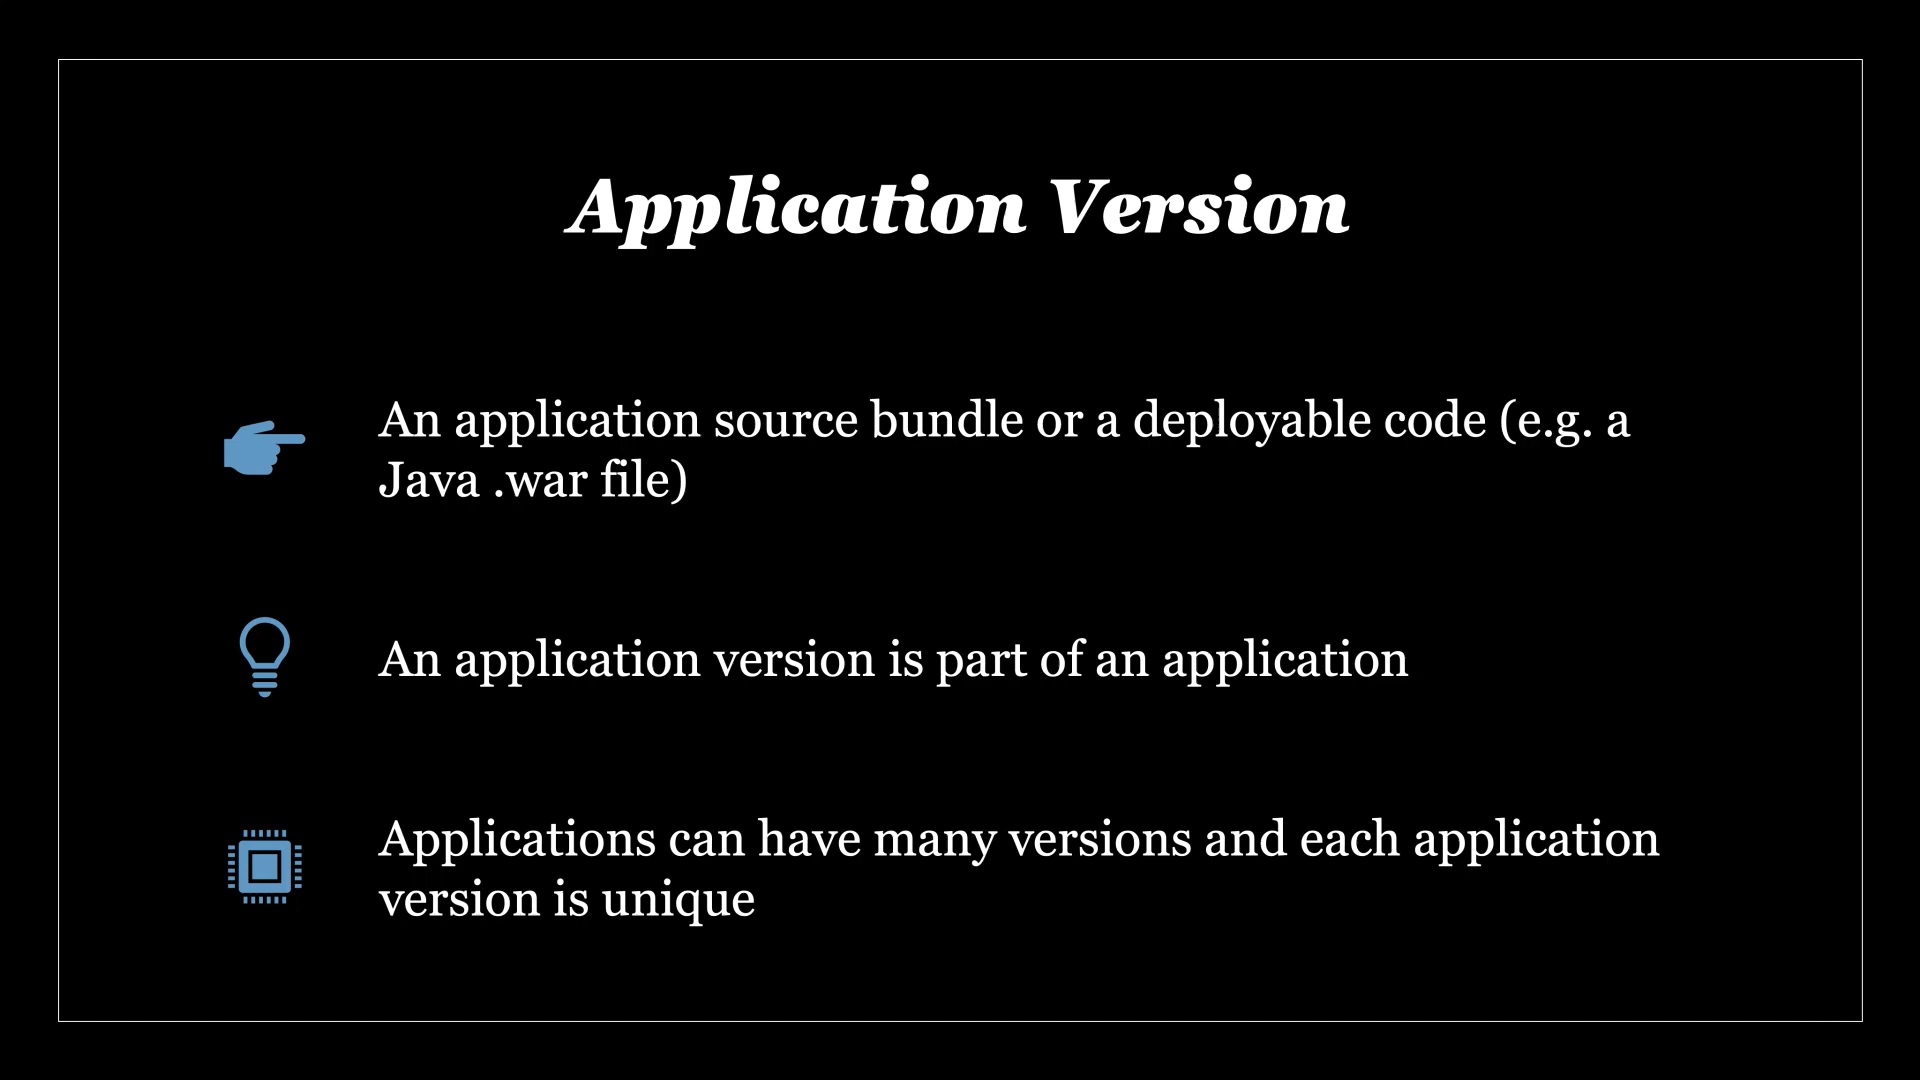 Application Version
An application source bundle or a deployable code (e.g. a
Java .war file)
An application version is part of an application
Applications can have many versions and each application
version is unique